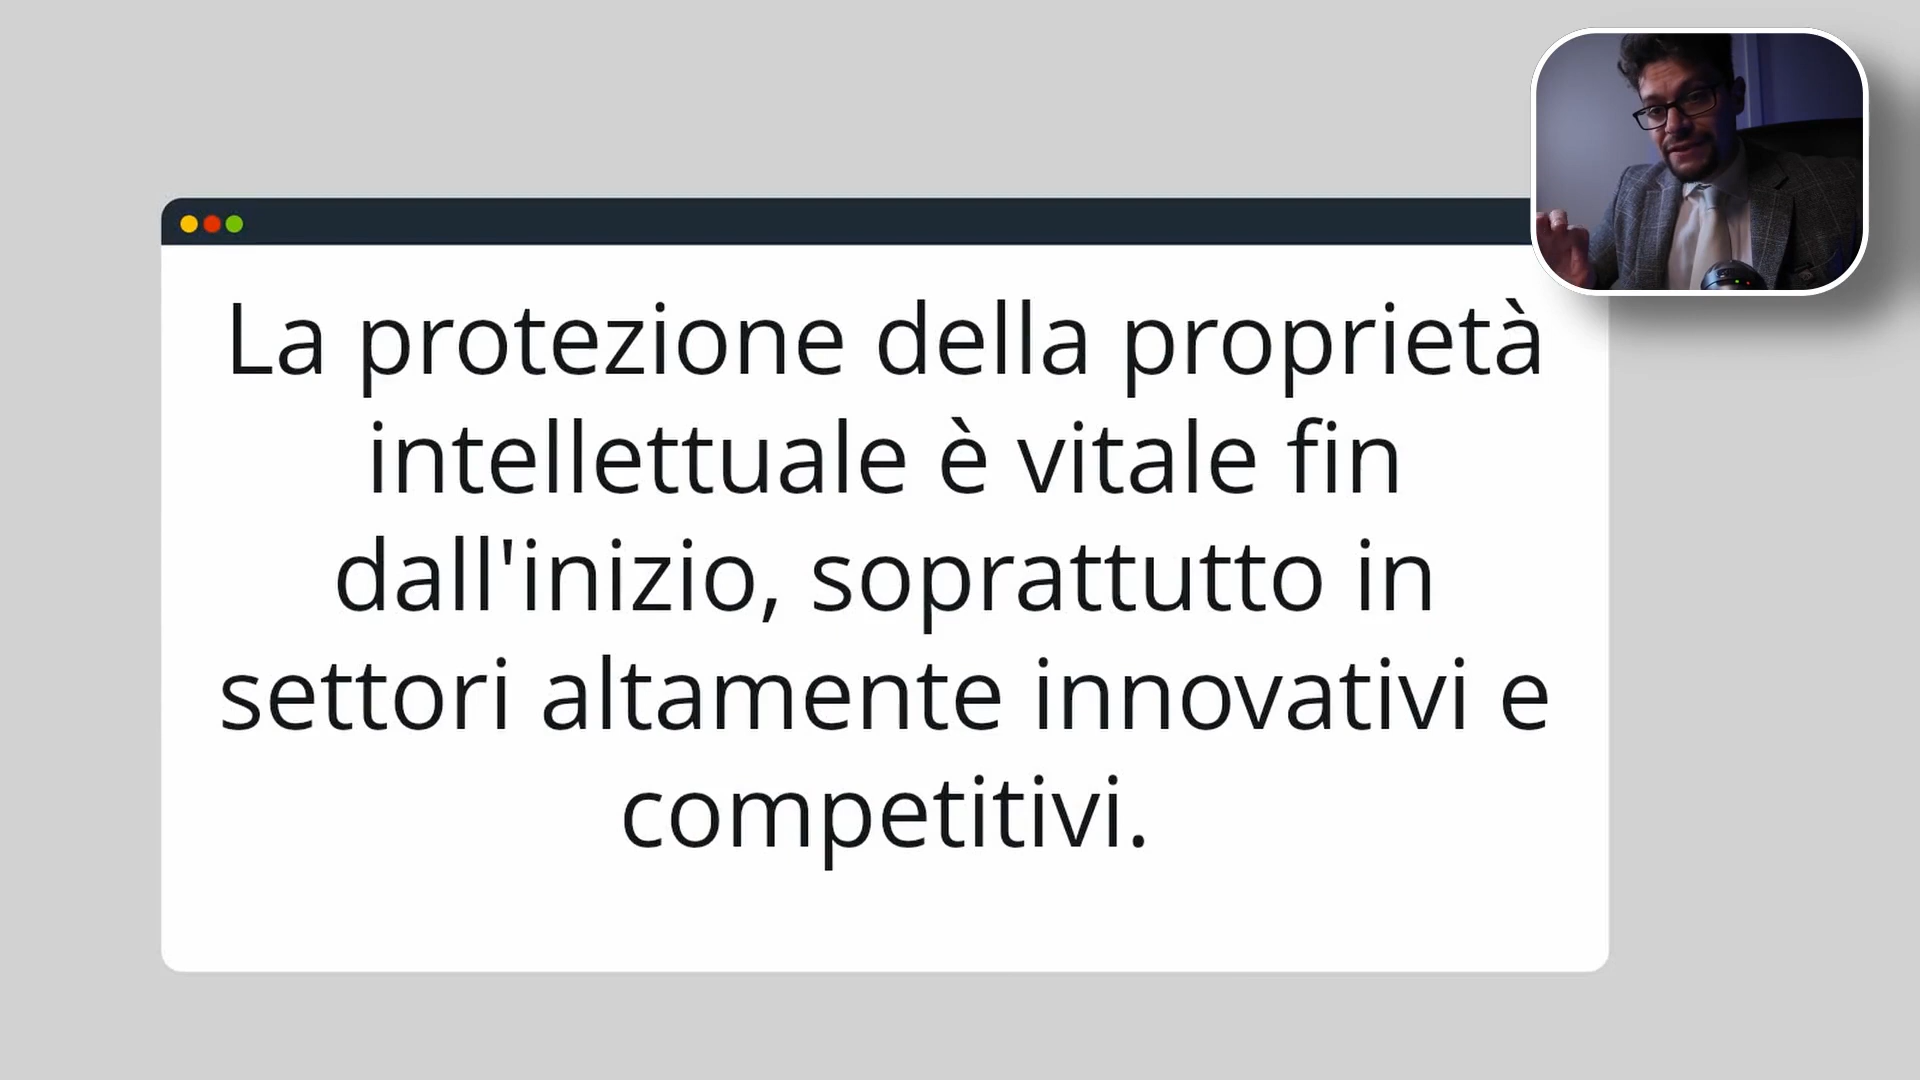 La protezione della proprietà
intellettuale è vitale fin
dall'inizio, soprattutto in
settori altamente innovativi e
competitivi.